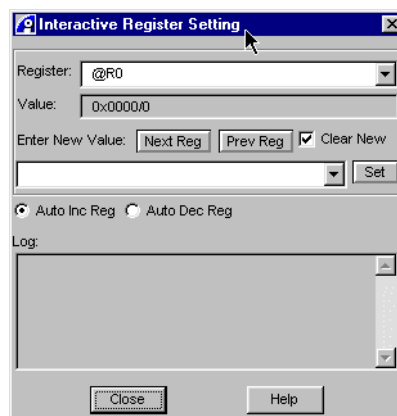 Interactive Register Setting
Register: @R0
Value: 0x0000/0
Enter New Value: Next Reg Prev Reg Clear New
Set
Auto Inc Reg Auto Dec Reg
Log:
Close Help